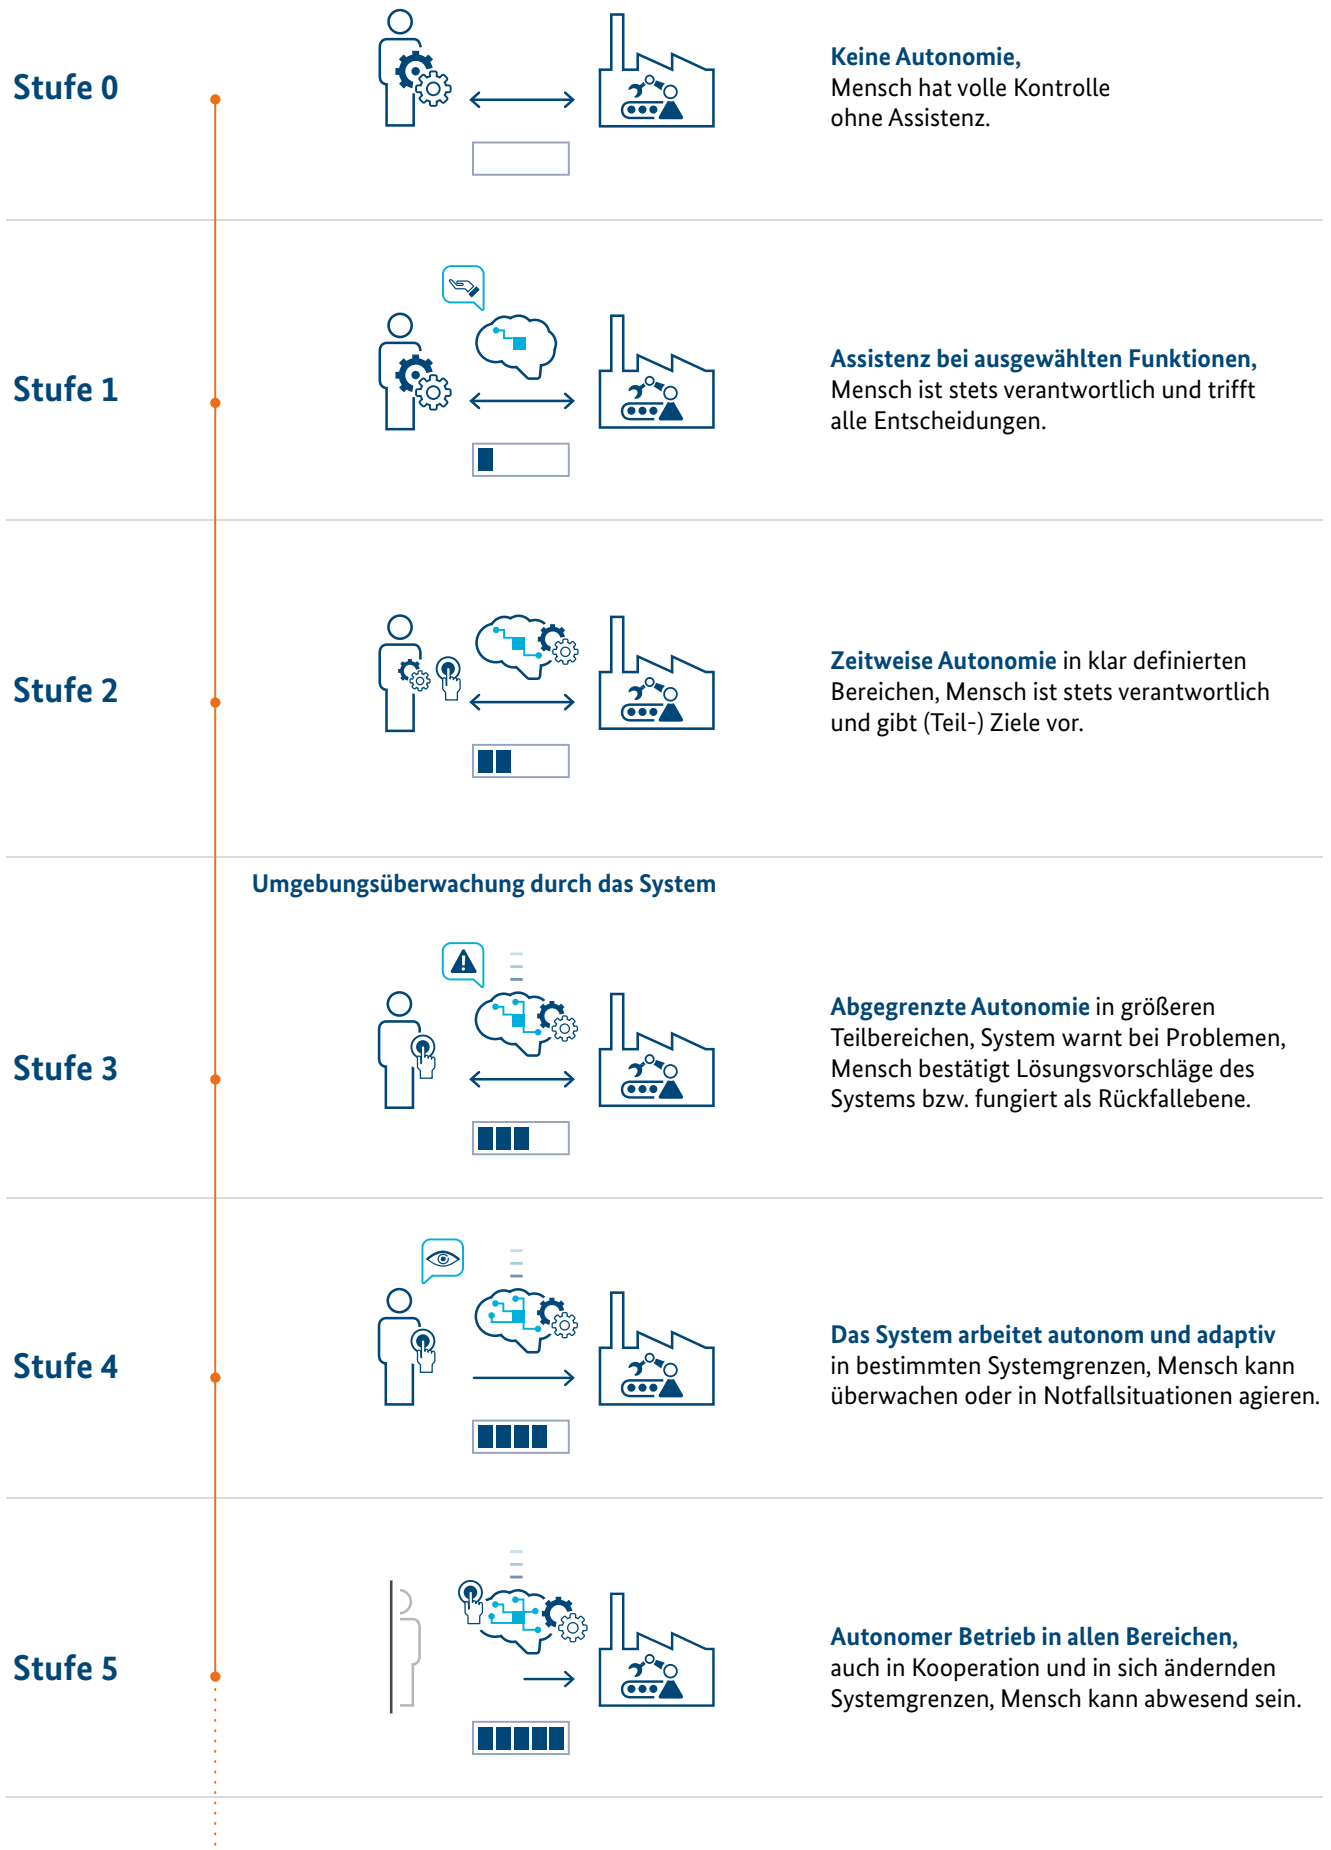 Stufe 0
Keine Autonomie,
Mensch hat volle Kontrolle
ohne Assistenz.
Stufe 1
Assistenz bei ausgewählten Funktionen,
Mensch ist stets verantwortlich und trifft
alle Entscheidungen.
Stufe 2
Zeitweise Autonomie in klar definierten
Bereichen, Mensch ist stets verantwortlich
und gibt (Teil-) Ziele vor.
Umgebungsüberwachung durch das System
Stufe 3
Abgegrenzte Autonomie in größeren
Teilbereichen, System warnt bei Problemen,
Mensch bestätigt Lösungsvorschläge des
Systems bzw. fungiert als Rückfallebene.
Stufe 4
Das System arbeitet autonom und adaptiv
in bestimmten Systemgrenzen, Mensch kann
überwachen oder in Notfallsituationen agieren.
Stufe 5
Autonomer Betrieb in allen Bereichen,
auch in Kooperation und in sich ändernden
Systemgrenzen, Mensch kann abwesend sein.